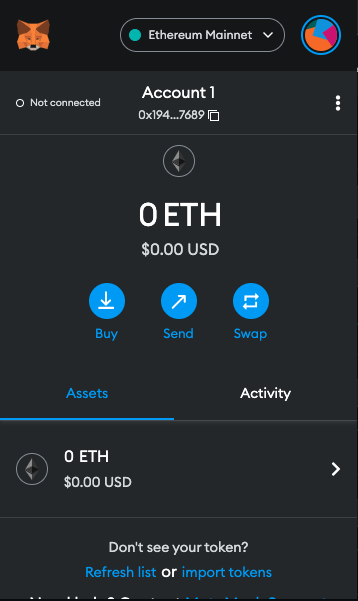 Ethereum Mainnet
Not connected
Account 1
0x194...7689
0 ETH
$0.00 USD
Buy
Send
Swap
Assets
Activity
0 ETH
$0.00 USD
Don't see your token?
Refresh list or import tokens